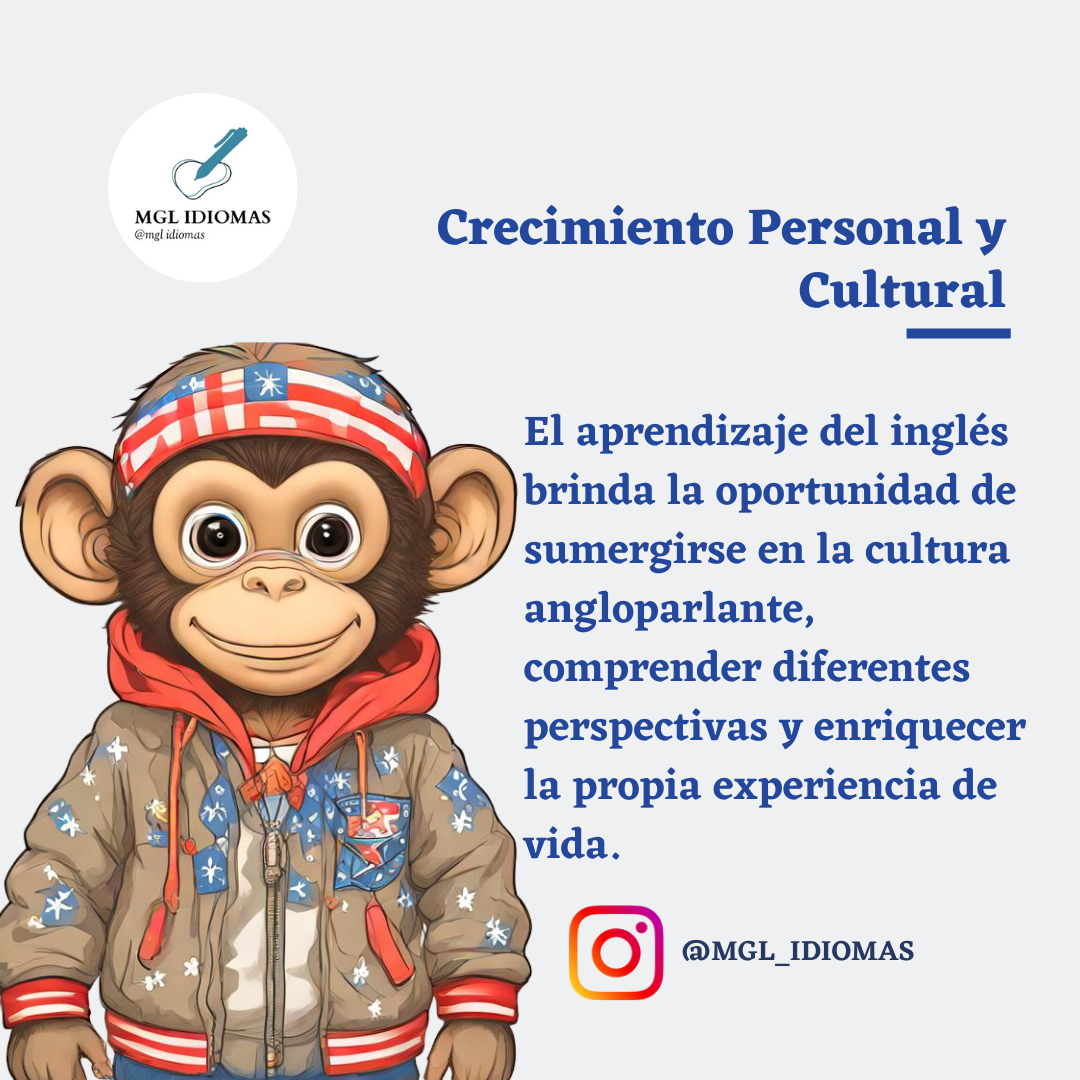 MGL IDIOMAS
@mgl idiomas
Crecimiento Personal y
Cultural
El aprendizaje del inglés
brinda la oportunidad de
sumergirse en la cultura
angloparlante,
comprender diferentes
perspectivas y enriquecer
la propia experiencia de
vida.
@MGL_IDIOMAS